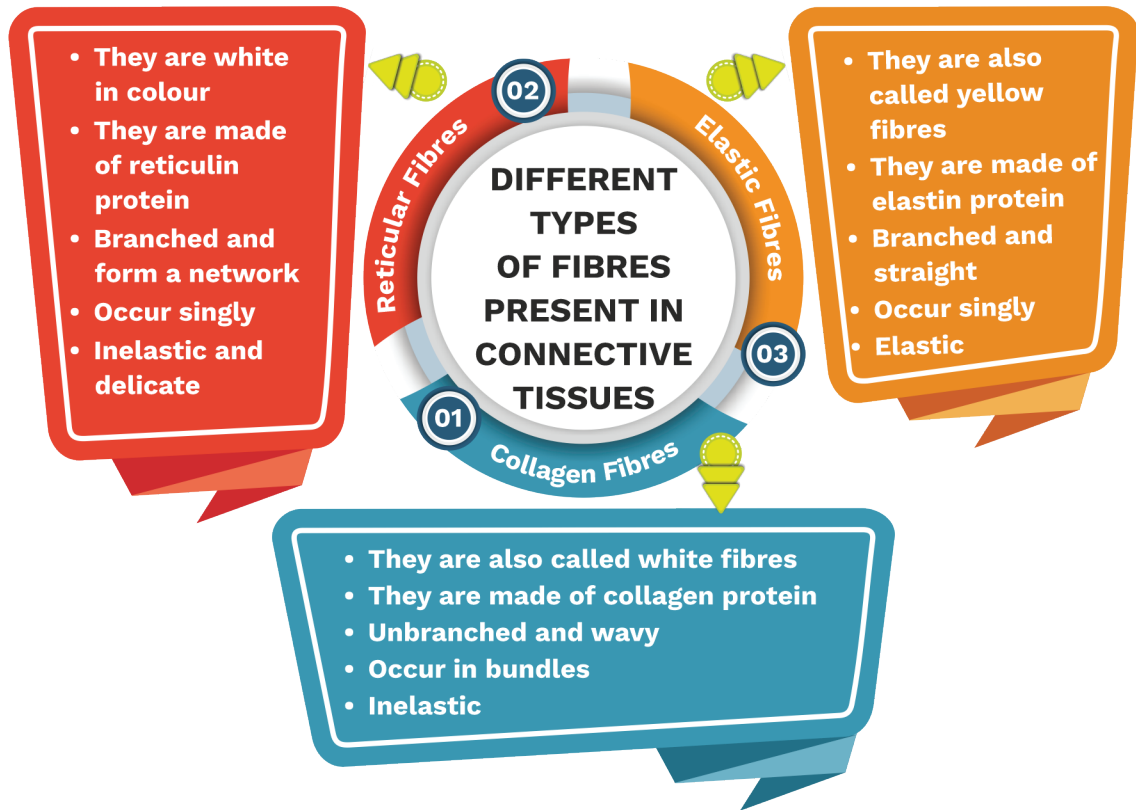 DIFFERENT
TYPES
OF FIBRES
PRESENT IN
CONNECTIVE
TISSUES
01
Collagen Fibres
• They are also called white fibres
• They are made of collagen protein
• Unbranched and wavy
• Occur in bundles
• Inelastic
02
Reticular Fibres
• They are white
in colour
• They are made
of reticulin
protein
• Branched and
form a network
• Occur singly
• Inelastic and
delicate
03
Elastic Fibres
• They are also
called yellow
fibres
• They are made of
elastin protein
• Branched and
straight
• Occur singly
• Elastic